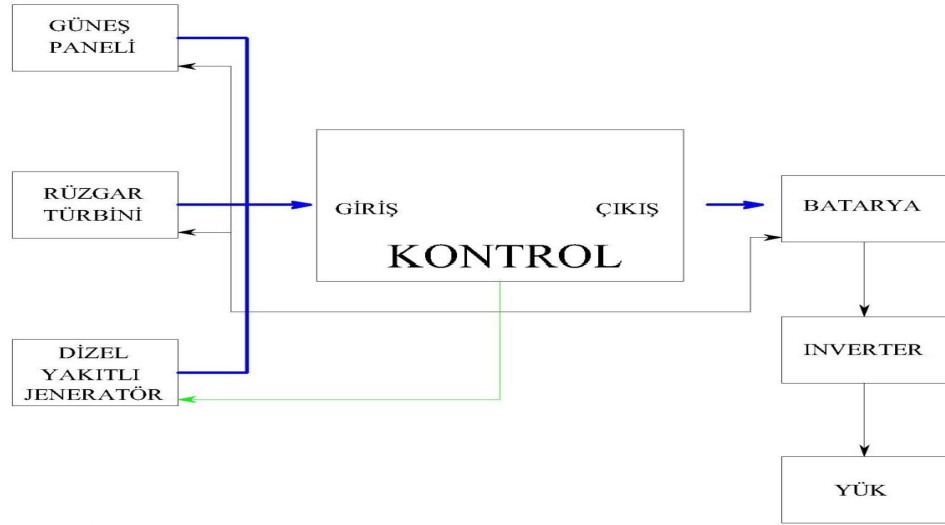 GÜNEŞ
PANELİ
RÜZGAR
TÜRBİNİ
DİZEL
YAKITLI
JENERATÖR
GİRİŞ
ÇIKIŞ
KONTROL
BATARYA
INVERTER
YÜK